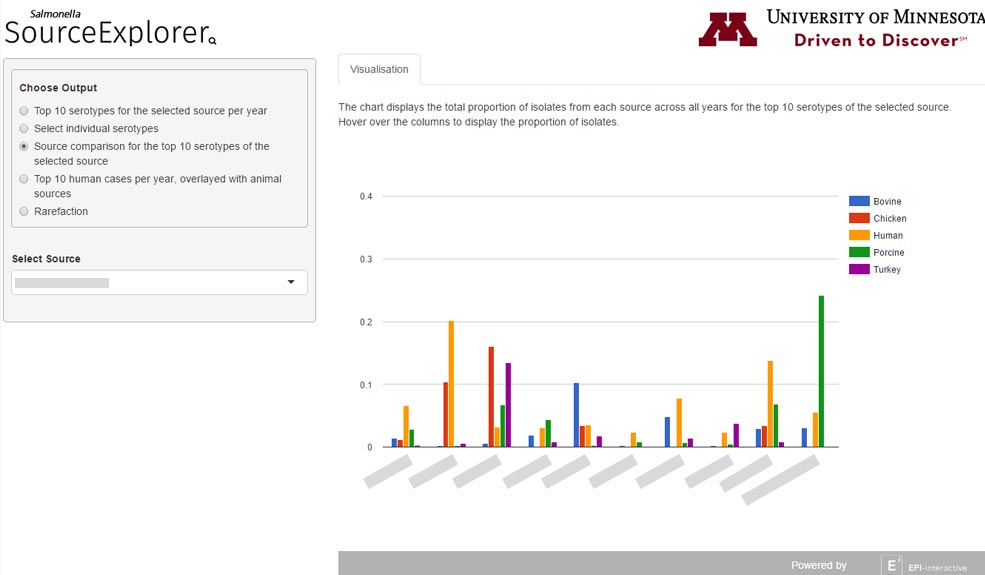 Salmonella
SourceExplorer
UNIVERSITY OF MINNESOTA
M
Driven to Discover℠
Visualisation
Choose Output
Top 10 serotypes for the selected source per year
Select individual serotypes
Source comparison for the top 10 serotypes of the
selected source
Top 10 human cases per year, overlayed with animal
sources
Rarefaction
Select Source
The chart displays the total proportion of isolates from each source across all years for the top 10 serotypes of the selected source.
Hover over the columns to display the proportion of isolates.
0.4
0.3
0.2
0.1
0
Bovine
Chicken
Human
Porcine
Turkey
Powered by
E
EPI-interactive